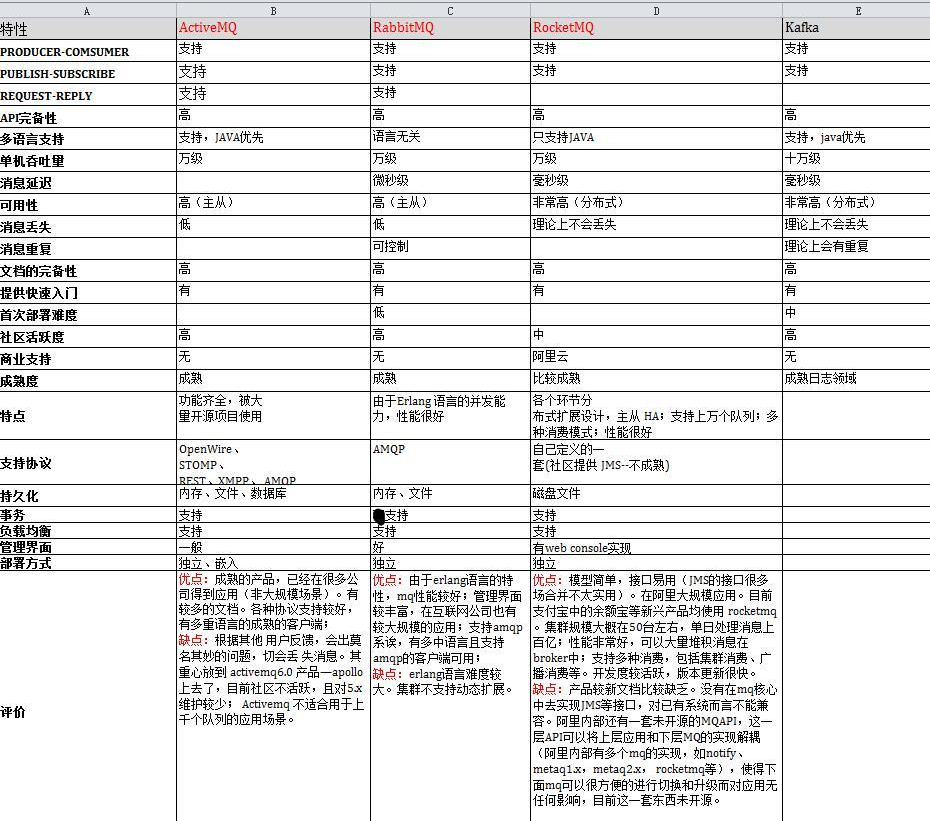 A B C D E
特性 ActiveMQ RabbitMQ RocketMQ Kafka
PRODUCER-COMSUMER 支持 支持 支持 支持
PUBLISH-SUBSCRIBE 支持 支持 支持 支持
REQUEST-REPLY 支持 支持
API完备性 高 高 高 高
多语言支持 支持，JAVA优先 语言无关 只支持JAVA 支持，java优先
单机吞吐量 万级 万级 万级 十万级
消息延迟 微秒级 毫秒级 毫秒级
可用性 高（主从） 高（主从） 非常高（分布式） 非常高（分布式）
消息丢失 低 低 理论上不会丢失 理论上不会丢失
消息重复 可控制 理论上会有重复
文档的完备性 高 高 高 高
提供快速入门 有 有 有 有
首次部署难度 低 中
社区活跃度 高 高 中 高
商业支持 无 无 阿里云 无
成熟度 成熟 成熟 比较成熟 成熟日志领域
特点
功能齐全，被大
量开源项目使用
由于Erlang 语言的并发能
力，性能很好
各个环节分
布式扩展设计，主从 HA；支持上万个队列；多
种消费模式；性能很好
支持协议
OpenWire、
STOMP、
REST、XMPP、 AMQP
AMQP
自己定义的一
套(社区提供 JMS--不成熟)
持久化 内存、文件、数据库 内存、文件 磁盘文件
事务 支持 支持 支持
负载均衡 支持 支持 支持
管理界面 一般 好 有web console实现
部署方式 独立、嵌入 独立 独立
评价
优点：成熟的产品，已经在很多公
司得到应用（非大规模场景）。有
较多的文档。各种协议支持较好，
有多重语言的成熟的客户端；
缺点：根据其他 用户反馈，会出莫
名其妙的问题，切会丢 失消息。其
重心放到 activemq6.0 产品—apollo
上去了，目前社区不活跃，且对5.x
维护较少； Activemq 不适合用于上
千个队列的应用场景。
优点：由于erlang语言的特
性，mq性能较好；管理界面
较丰富，在互联网公司也有
较大规模的应用；支持amqp
系诶，有多中语言且支持
amqp的客户端可用；
缺点：erlang语言难度较
大。集群不支持动态扩展。
优点：模型简单，接口易用（JMS的接口很多
场合并不太实用）。在阿里大规模应用。目前
支付宝中的余额宝等新兴产品均使用 rocketmq
。集群规模大概在50台左右，单日处理消息上
百亿；性能非常好，可以大量堆积消息在
broker中；支持多种消费，包括集群消费、广
播消费等。开发度较活跃，版本更新很快。
缺点：产品较新文档比较缺乏。没有在mq核心
中去实现JMS等接口，对已有系统而言不能兼
容。阿里内部还有一套未开源的MQAPI，这一
层API可以将上层应用和下层MQ的实现解耦
（阿里内部有多个mq的实现，如notify、
metaq1.x，metaq2.x， rocketmq等），使得下
面mq可以很方便的进行切换和升级而对应用无
任何影响，目前这一套东西未开源。